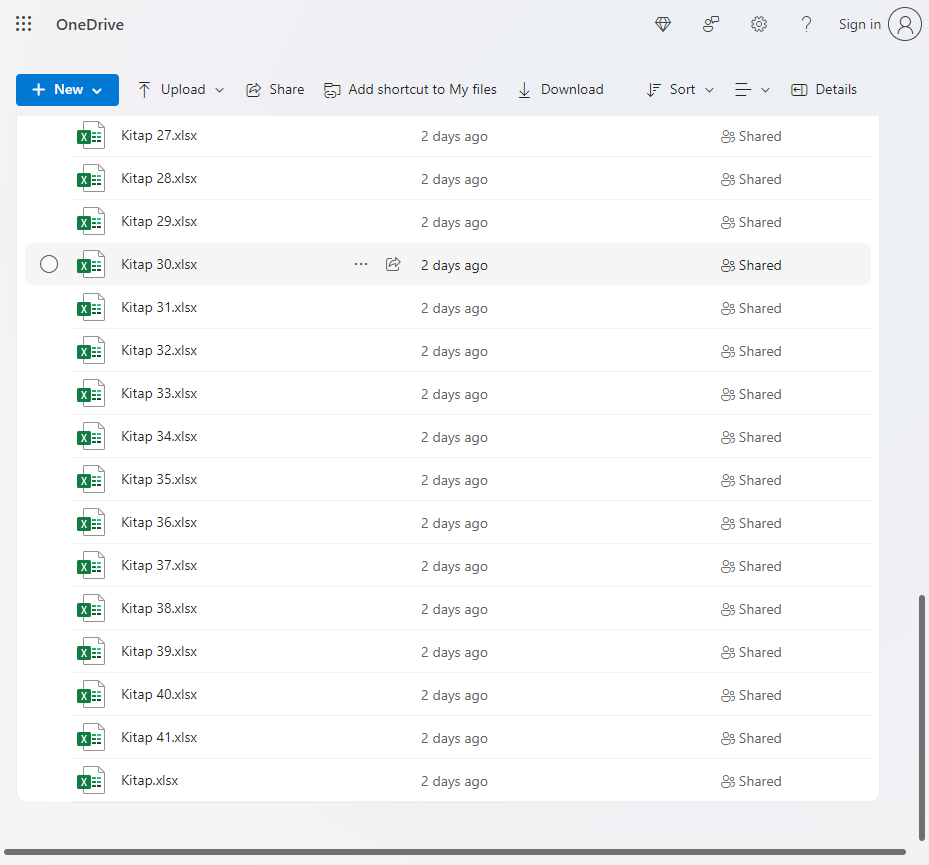 OneDrive Sign in
New Upload Share Add shortcut to My files Download Sort Details
Kitap 27.xlsx 2 days ago Shared
Kitap 28.xlsx 2 days ago Shared
Kitap 29.xlsx 2 days ago Shared
Kitap 30.xlsx 2 days ago Shared
Kitap 31.xlsx 2 days ago Shared
Kitap 32.xlsx 2 days ago Shared
Kitap 33.xlsx 2 days ago Shared
Kitap 34.xlsx 2 days ago Shared
Kitap 35.xlsx 2 days ago Shared
Kitap 36.xlsx 2 days ago Shared
Kitap 37.xlsx 2 days ago Shared
Kitap 38.xlsx 2 days ago Shared
Kitap 39.xlsx 2 days ago Shared
Kitap 40.xlsx 2 days ago Shared
Kitap 41.xlsx 2 days ago Shared
Kitap.xlsx 2 days ago Shared